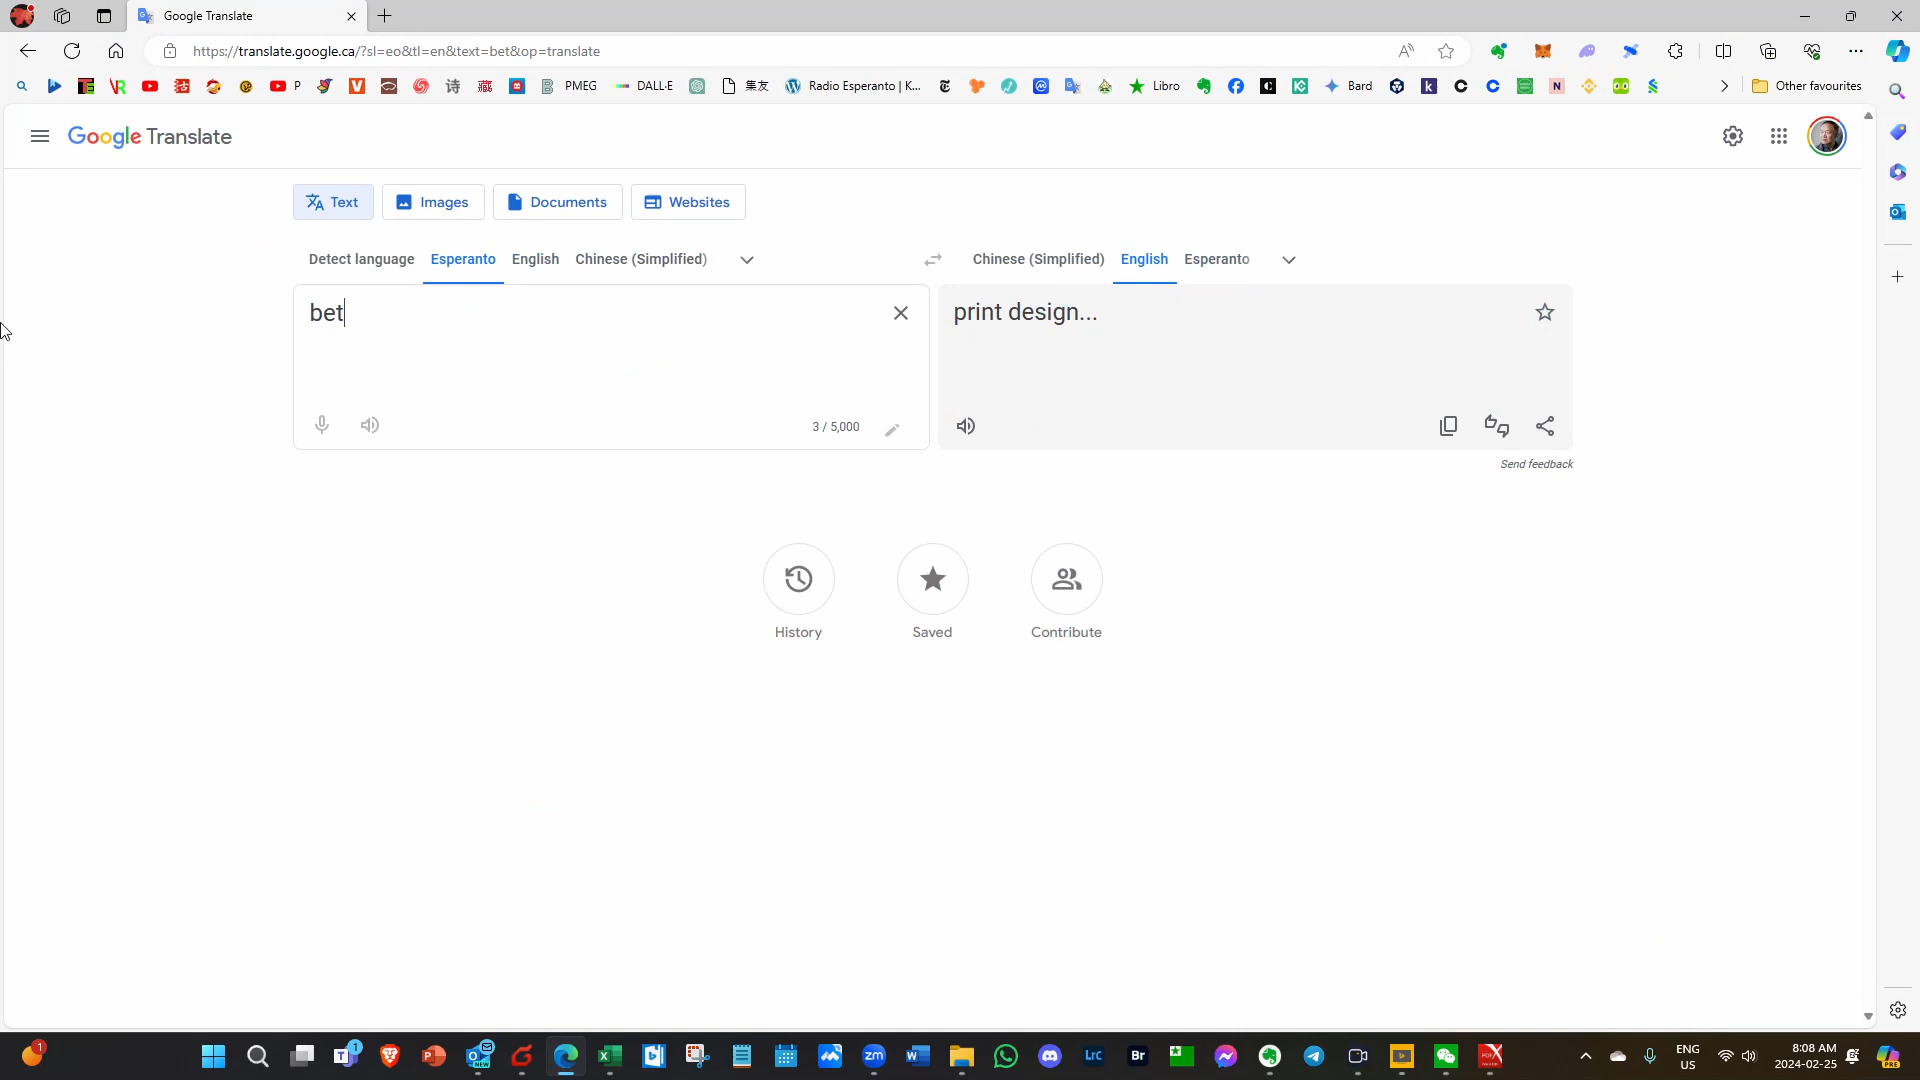 Google Translate
https://translate.google.ca/?sl=eo&tl=en&text=bet&op=translate
P
PMEG
DALL·E
集友
Radio Esperanto | K...
Libro
Bard
Other favourites
Google Translate
Text
Images
Documents
Websites
Detect language
Esperanto
English
Chinese (Simplified)
Chinese (Simplified)
English
Esperanto
bet
print design...
3 / 5,000
Send feedback
History
Saved
Contribute
ENG
US
8:08 AM
2024-02-25